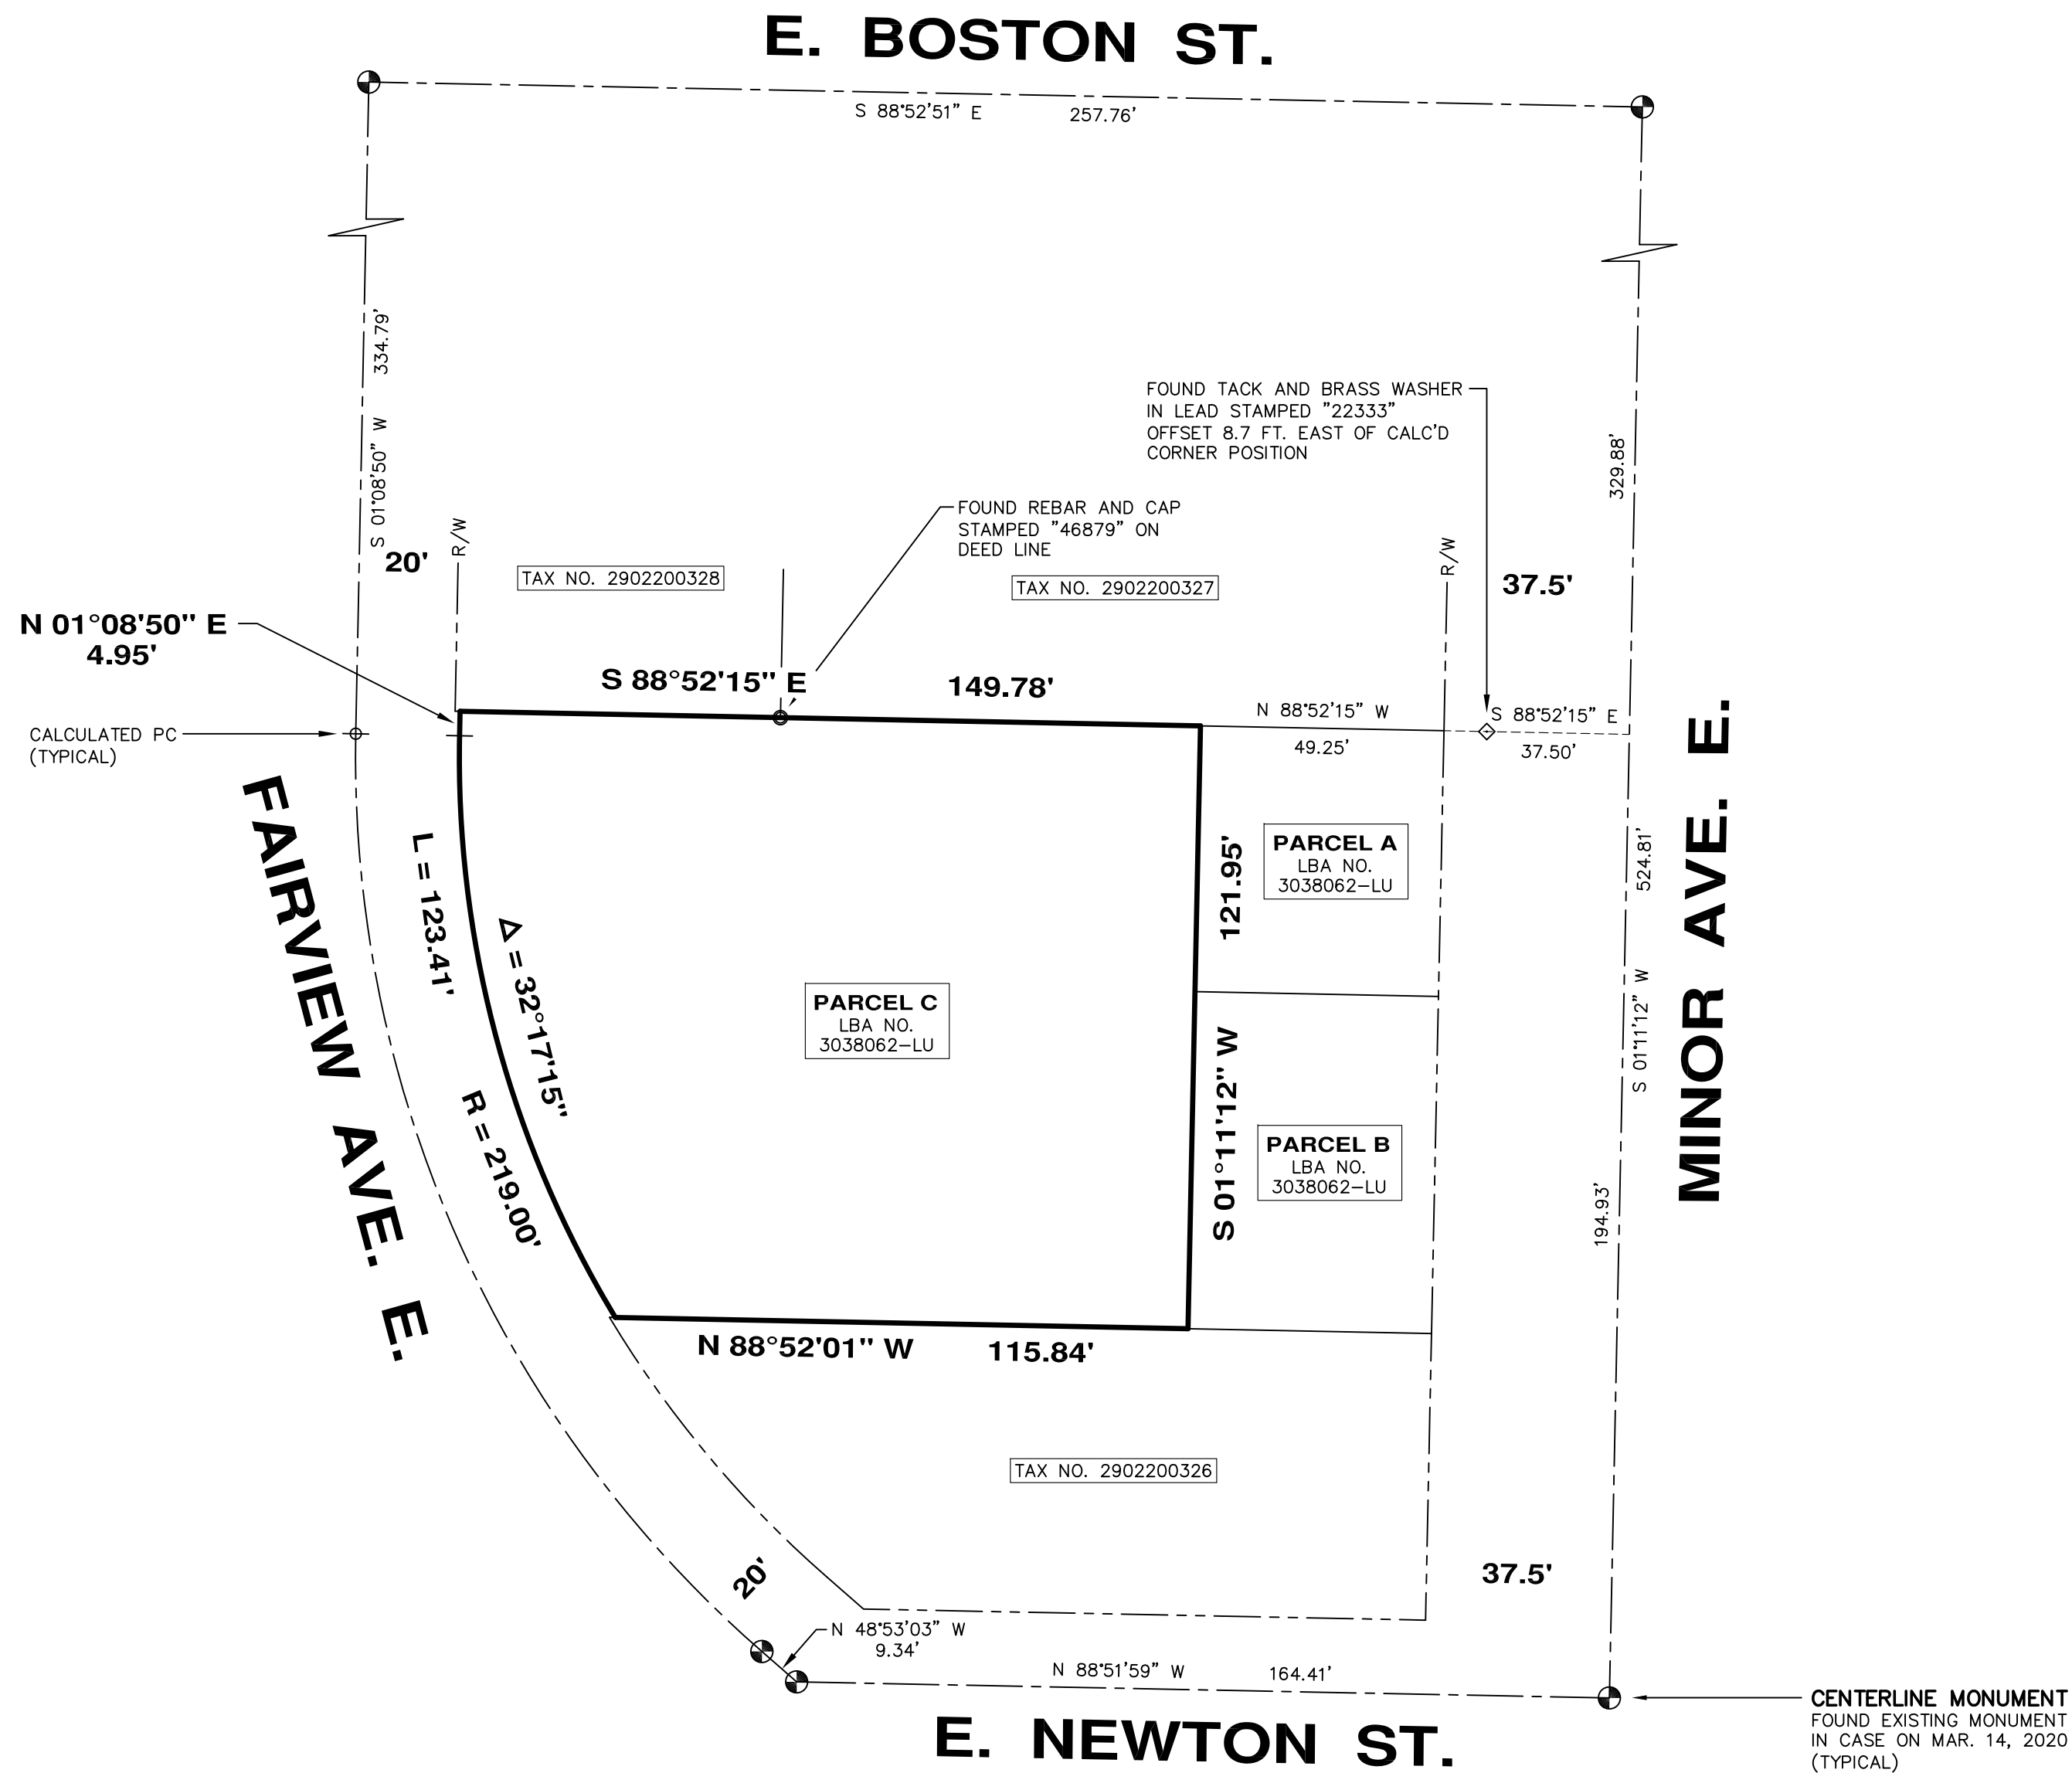 E. BOSTON ST.
S 88°52'51" E 257.76'
334.79'
S 01°08'50" W
20'
R/W
FOUND TACK AND BRASS WASHER
IN LEAD STAMPED "22333"
OFFSET 8.7 FT. EAST OF CALC'D
CORNER POSITION
329.88'
FOUND REBAR AND CAP
STAMPED "46879" ON
DEED LINE
R/W
TAX NO. 2902200328
TAX NO. 2902200327
37.5'
N 01°08'50" E
4.95'
S 88°52'15" E 149.78'
N 88°52'15" W
49.25'
S 88°52'15" E
37.50'
CALCULATED PC
(TYPICAL)
FAIRVIEW AVE. E.
L = 123.41'
Δ = 32°17'15"
R = 219.00'
121.95'
S 01°11'12" W
PARCEL A
LBA NO.
3038062-LU
PARCEL C
LBA NO.
3038062-LU
PARCEL B
LBA NO.
3038062-LU
524.81'
S 01°11'12" W
194.93'
MINOR AVE. E.
N 88°52'01" W 115.84'
TAX NO. 2902200326
20'
37.5'
N 48°53'03" W
9.34'
N 88°51'59" W 164.41'
E. NEWTON ST.
CENTERLINE MONUMENT
FOUND EXISTING MONUMENT
IN CASE ON MAR. 14, 2020
(TYPICAL)